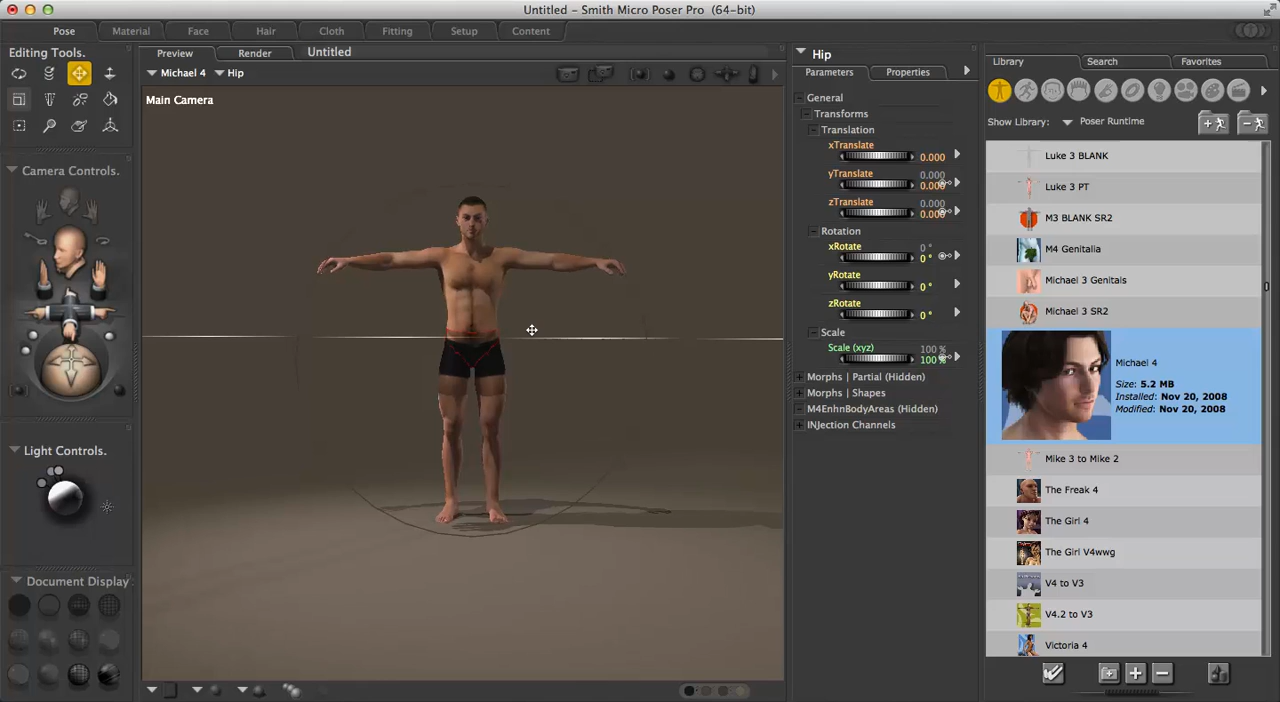 Untitled – Smith Micro Poser Pro (64-bit)
Pose Material Face Hair Cloth Fitting Setup Content
Editing Tools.
Camera Controls.
Light Controls.
Document Display
Preview Render Untitled
Michael 4 Hip
Main Camera
Hip
Parameters Properties
General
Transforms
Translation
xTranslate
0.000
yTranslate
0.000
0.000
zTranslate
0.000
0.000
Rotation
xRotate
0 °
0 °
yRotate
0 °
zRotate
0 °
Scale
Scale (xyz)
100 %
100 %
Morphs | Partial (Hidden)
Morphs | Shapes
M4EnhnBodyAreas (Hidden)
INJection Channels
Library Search Favorites
Show Library: Poser Runtime
Luke 3 BLANK
Luke 3 PT
M3 BLANK SR2
M4 Genitalia
Michael 3 Genitals
Michael 3 SR2
Michael 4
Size: 5.2 MB
Installed: Nov 20, 2008
Modified: Nov 20, 2008
Mike 3 to Mike 2
The Freak 4
The Girl 4
The Girl V4wwg
V4 to V3
V4.2 to V3
Victoria 4